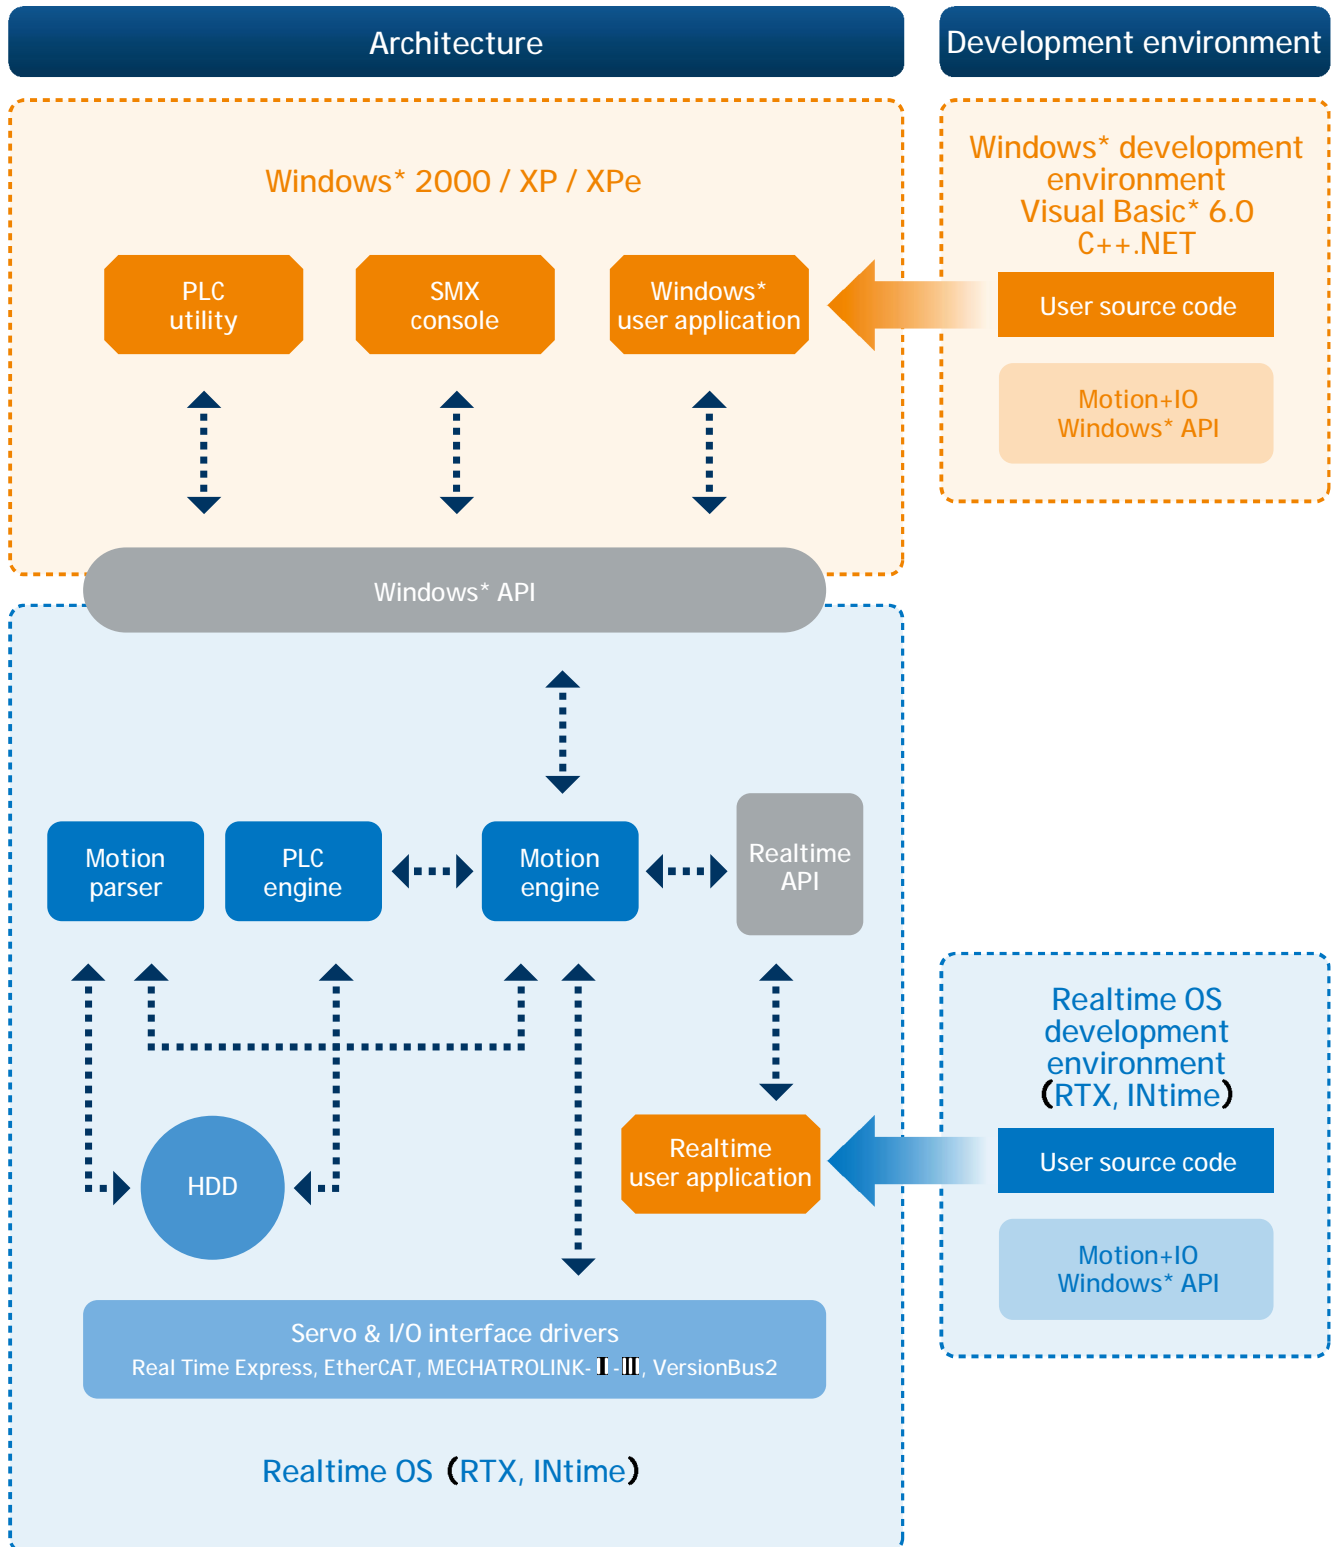 Architecture
Development environment
Windows* 2000 / XP / XPe
PLC
utility
SMX
console
Windows*
user application
Windows* development
environment
Visual Basic* 6.0
C++.NET
User source code
Motion+IO
Windows* API
Windows* API
Motion
parser
PLC
engine
Motion
engine
Realtime
API
HDD
Realtime
user application
Realtime OS
development
environment
(RTX, INtime)
User source code
Motion+IO
Windows* API
Servo & I/O interface drivers
Real Time Express, EtherCAT, MECHATROLINK-Ⅰ-Ⅲ, VersionBus2
Realtime OS (RTX, INtime)